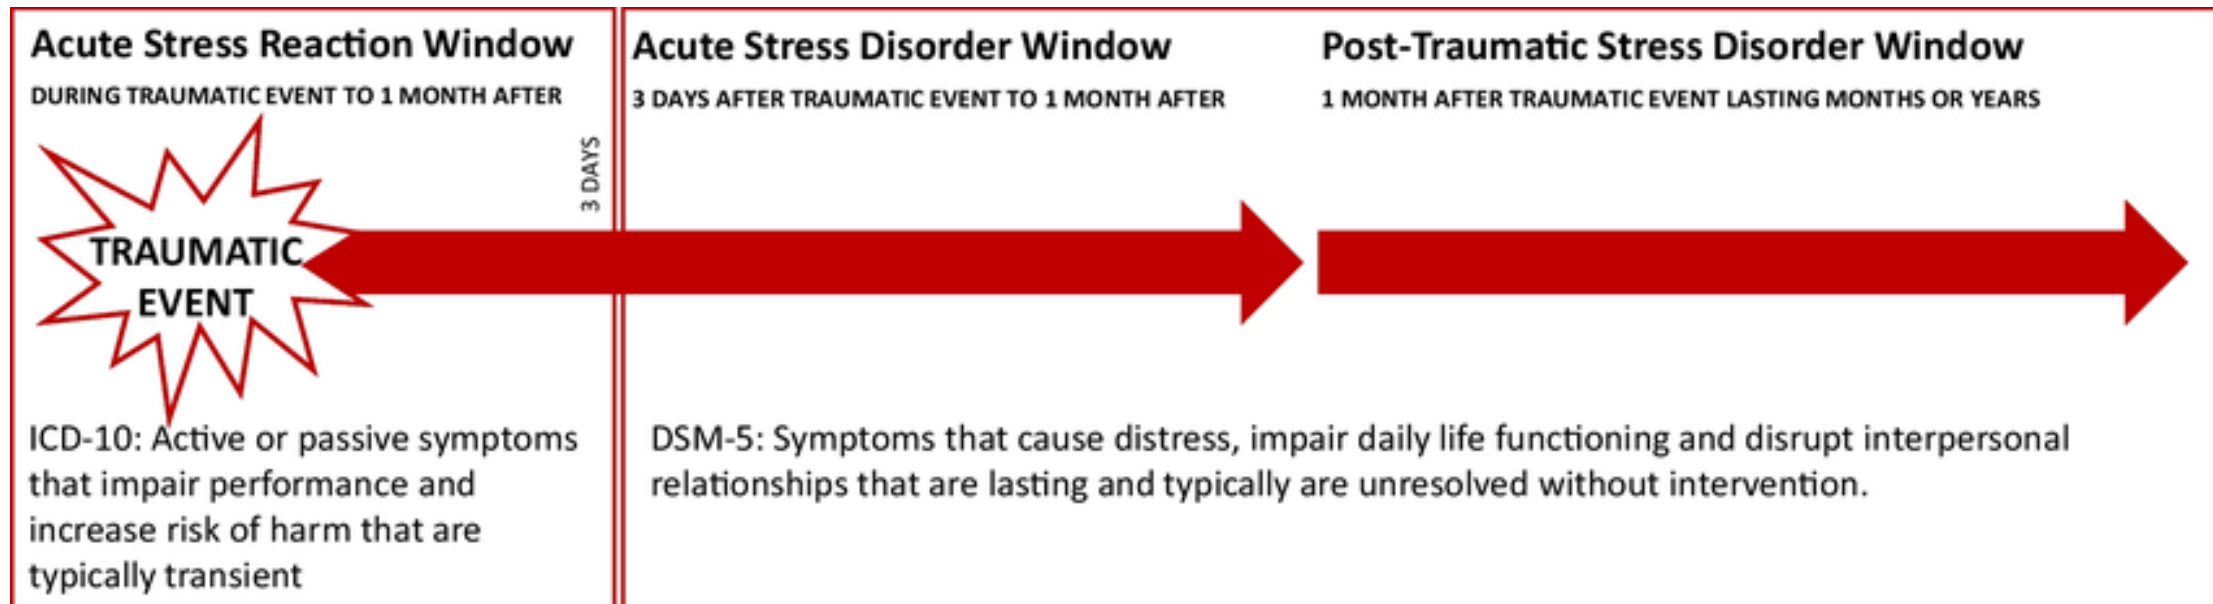 Acute Stress Reaction Window
DURING TRAUMATIC EVENT TO 1 MONTH AFTER
3 DAYS
TRAUMATIC
EVENT
ICD-10: Active or passive symptoms
that impair performance and
increase risk of harm that are
typically transient
Acute Stress Disorder Window
3 DAYS AFTER TRAUMATIC EVENT TO 1 MONTH AFTER
Post-Traumatic Stress Disorder Window
1 MONTH AFTER TRAUMATIC EVENT LASTING MONTHS OR YEARS
DSM-5: Symptoms that cause distress, impair daily life functioning and disrupt interpersonal
relationships that are lasting and typically are unresolved without intervention.